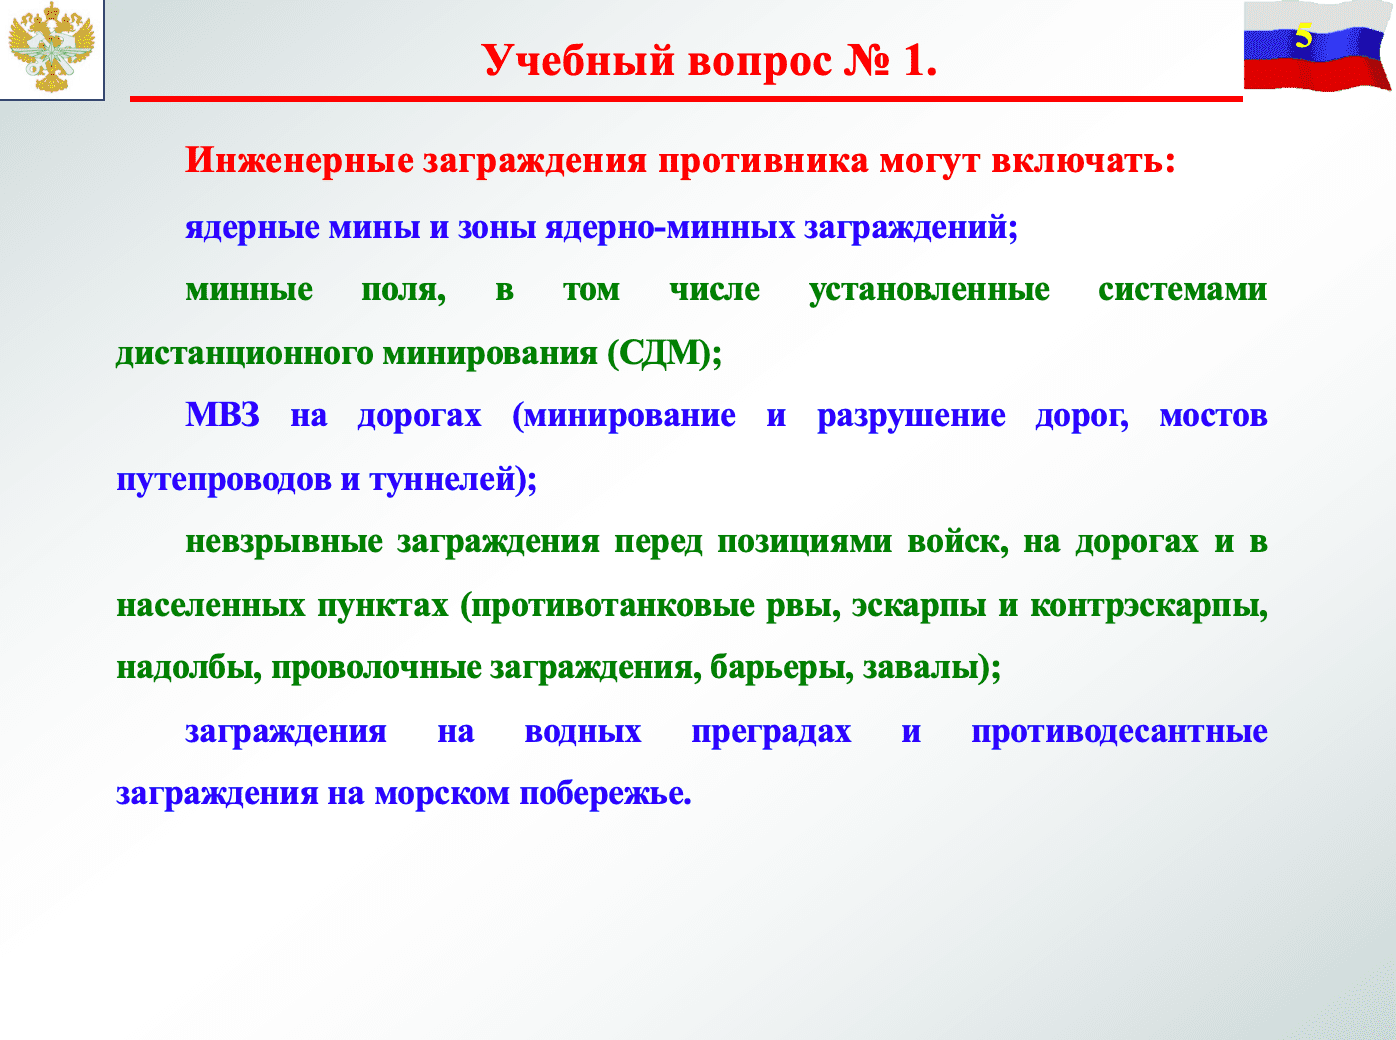 5
Учебный вопрос № 1.
Инженерные заграждения противника могут включать:
ядерные мины и зоны ядерно-минных заграждений;
минные поля, в том числе установленные системами
дистанционного минирования (СДМ);
МВЗ на дорогах (минирование и разрушение дорог, мостов
путепроводов и туннелей);
невзрывные заграждения перед позициями войск, на дорогах и в
населенных пунктах (противотанковые рвы, эскарпы и контрэскарпы,
надолбы, проволочные заграждения, барьеры, завалы);
заграждения на водных преградах и противодесантные
заграждения на морском побережье.